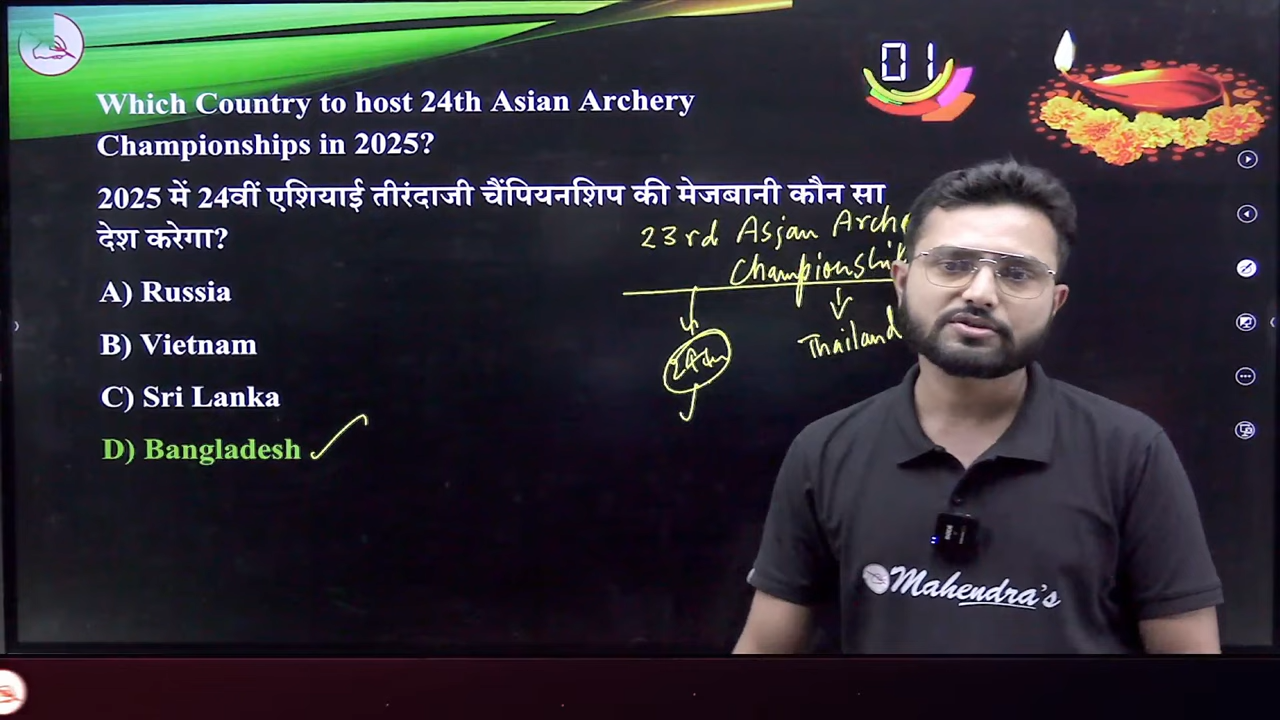 01
Which Country to host 24th Asian Archery
Championships in 2025?
2025 में 24वीं एशियाई तीरंदाजी चैंपियनशिप की मेजबानी कौन सा
देश करेगा?
23rd Asian Arche
Championship
Thailand
A) Russia
B) Vietnam
C) Sri Lanka
D) Bangladesh
Mahendra's